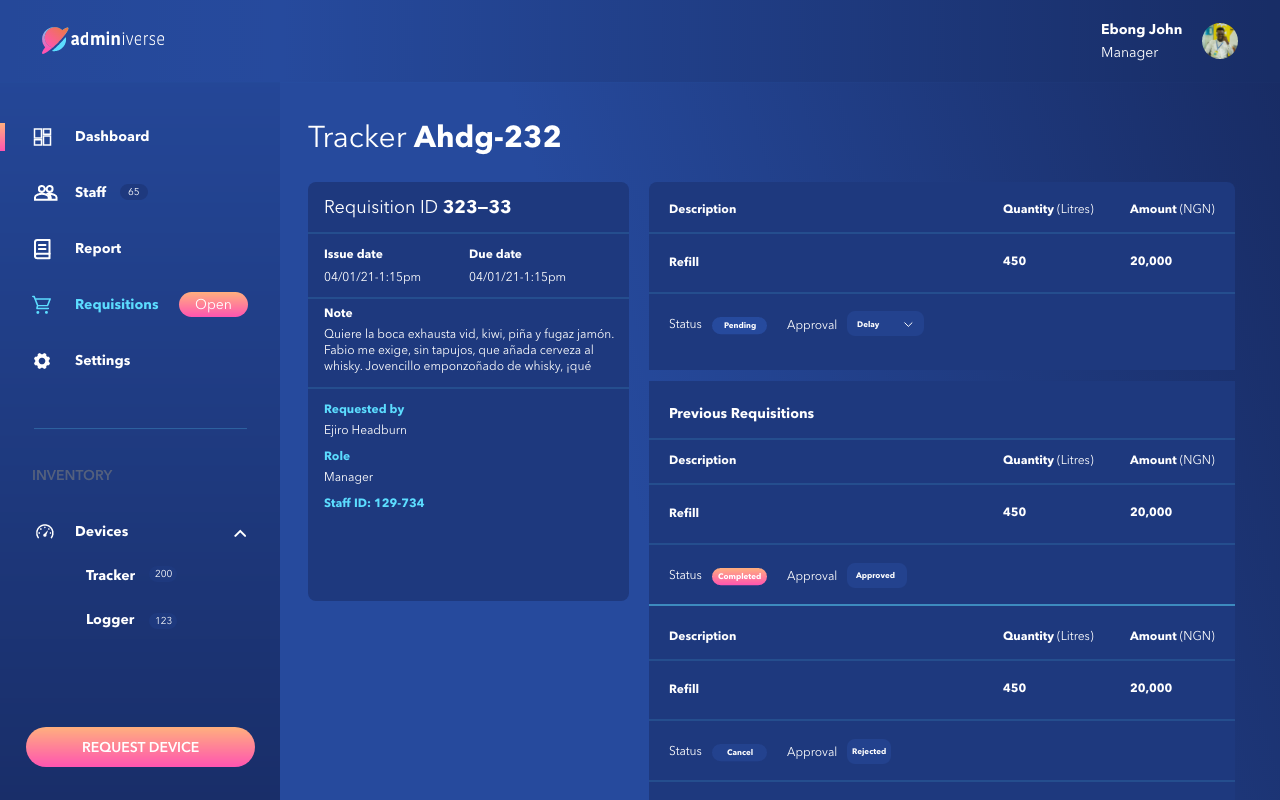 adminiverse
Ebong John
Manager
Dashboard
Staff 65
Report
Requisitions Open
Settings
INVENTORY
Devices
Tracker 200
Logger 123
REQUEST DEVICE
Tracker Ahdg-232
Requisition ID 323–33
Issue date Due date
04/01/21-1:15pm 04/01/21-1:15pm
Note
Quiere la boca exhausta vid, kiwi, piña y fugaz jamón.
Fabio me exige, sin tapujos, que añada cerveza al
whisky. Jovencillo emponzoñado de whisky, ¡qué
Requested by
Ejiro Headburn
Role
Manager
Staff ID: 129-734
Description Quantity (Litres) Amount (NGN)
Refill 450 20,000
Status Pending Approval Delay
Previous Requisitions
Description Quantity (Litres) Amount (NGN)
Refill 450 20,000
Status Completed Approval Approved
Description Quantity (Litres) Amount (NGN)
Refill 450 20,000
Status Cancel Approval Rejected